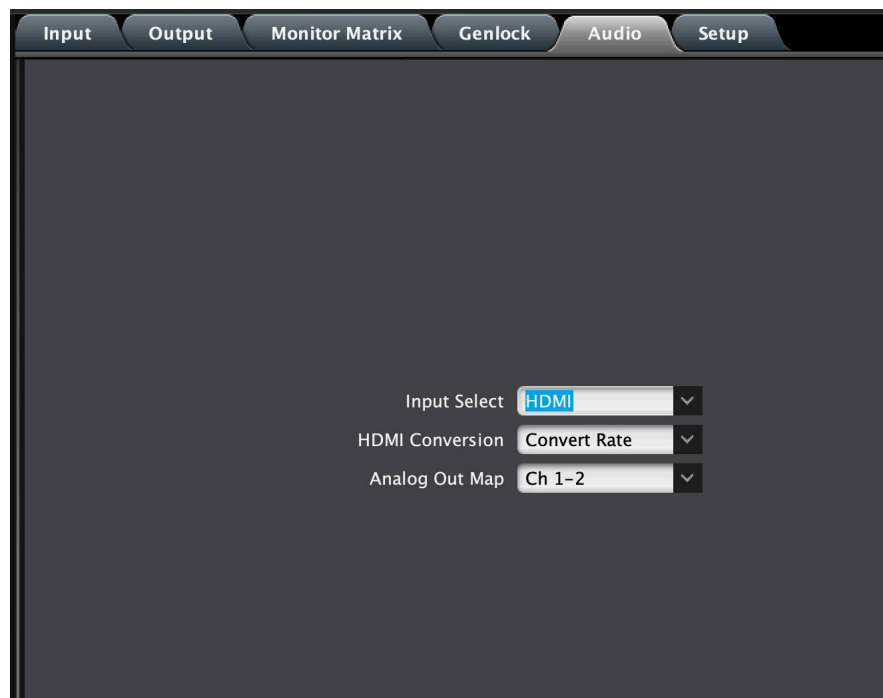 Input Output Monitor Matrix Genlock Audio Setup
Input Select HDMI
HDMI Conversion Convert Rate
Analog Out Map Ch 1-2